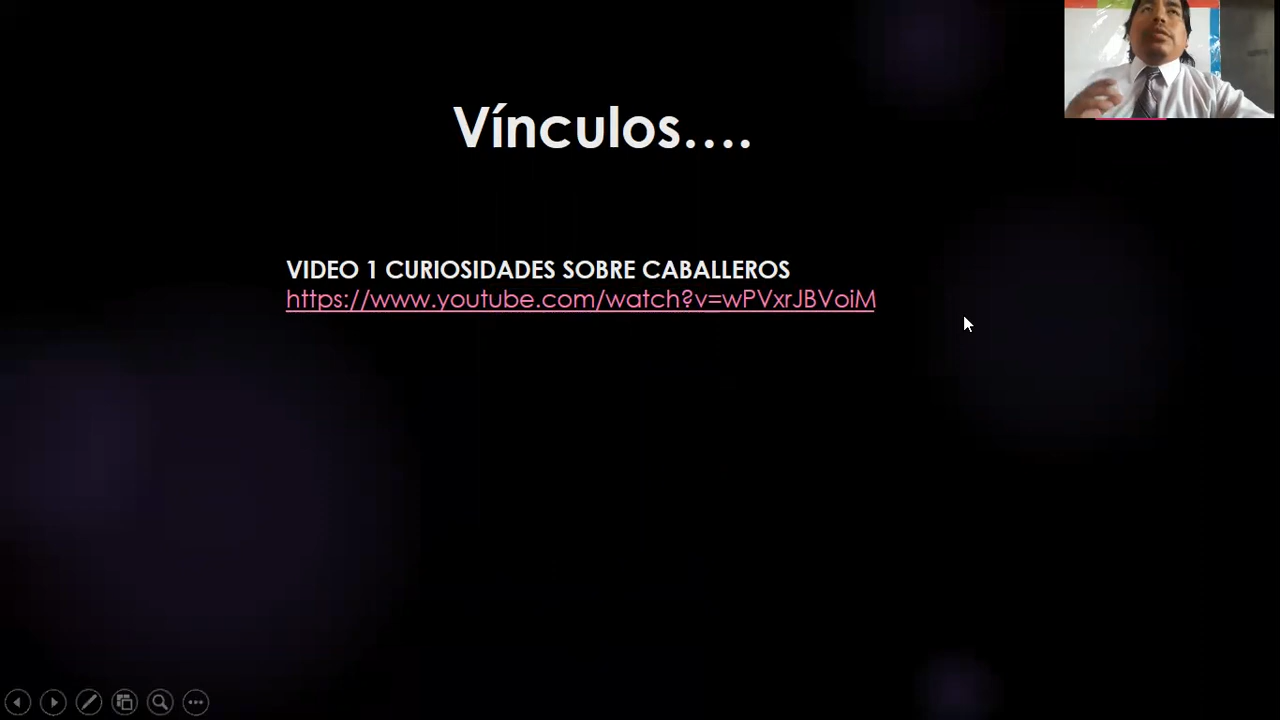 Vínculos....
VIDEO 1 CURIOSIDADES SOBRE CABALLEROS
https://www.youtube.com/watch?v=wPVxrJBVoiM